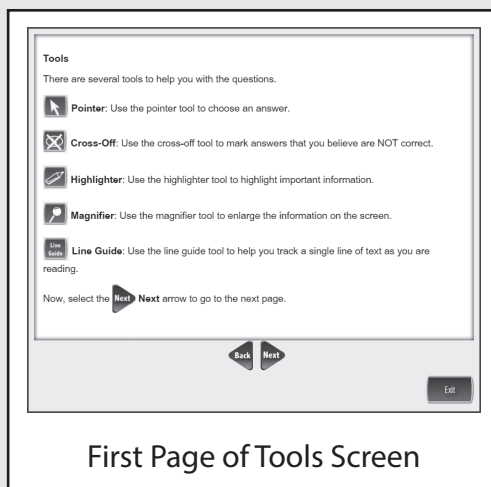 Tools
There are several tools to help you with the questions.
Pointer: Use the pointer tool to choose an answer.
Cross-Off: Use the cross-off tool to mark answers that you believe are NOT correct.
Highlighter: Use the highlighter tool to highlight important information.
Magnifier: Use the magnifier tool to enlarge the information on the screen.
Line Guide Line Guide: Use the line guide tool to help you track a single line of text as you are
reading.
Now, select the Next Next arrow to go to the next page.
Back Next
Exit
First Page of Tools Screen